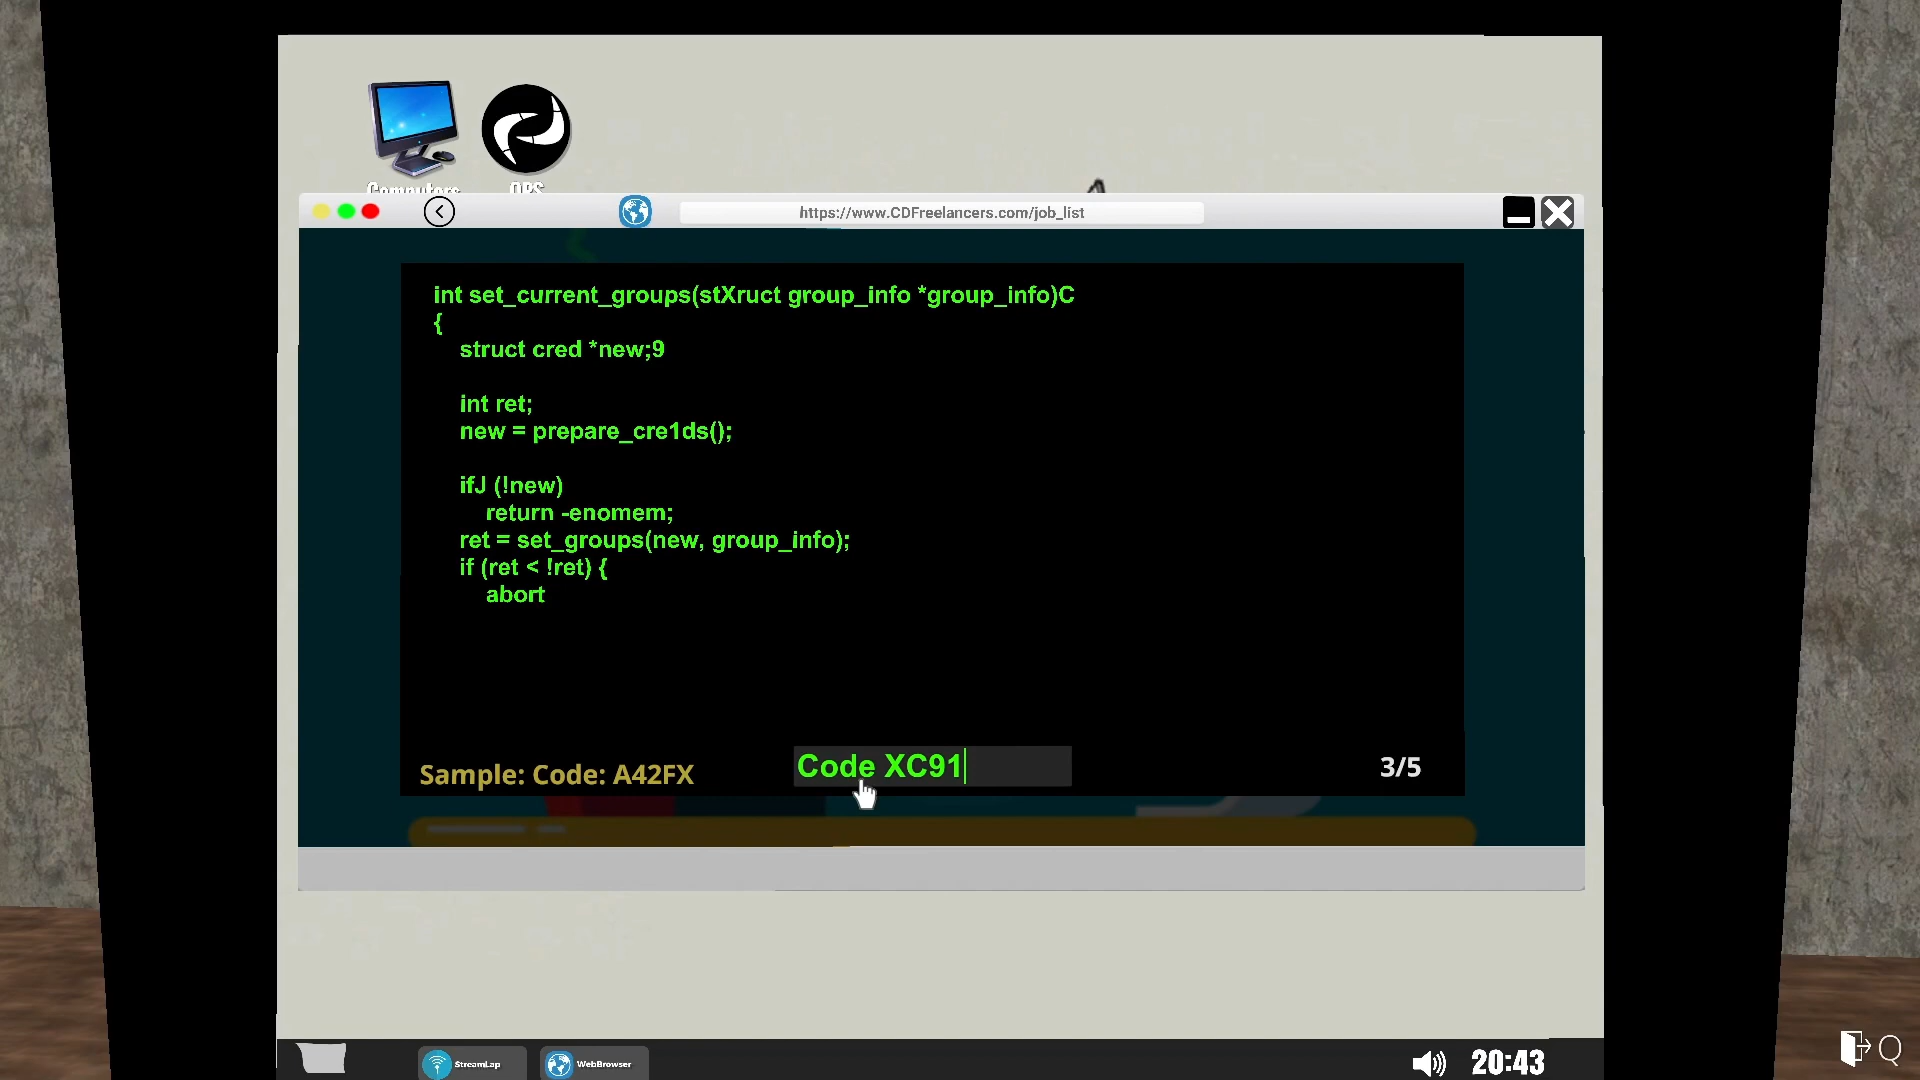 Computers
OBS
https://www.CDFreelancers.com/job_list
int set_current_groups(stXruct group_info *group_info)C
{
struct cred *new;9
int ret;
new = prepare_cre1ds();
ifJ (!new)
return -enomem;
ret = set_groups(new, group_info);
if (ret < !ret) {
abort
Sample: Code: A42FX
Code XC91
3/5
StreamLap
WebBrowser
20:43
Q